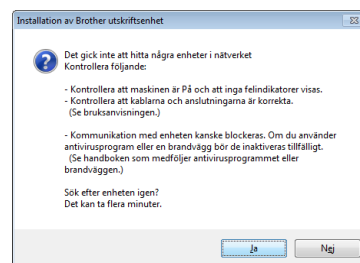 Installation av Brother utskriftsenhet
Det gick inte att hitta några enheter i nätverket
Kontrollera följande:
- Kontrollera att maskinen är På och att inga felindikatorer visas.
- Kontrollera att kablarna och anslutningarna är korrekta.
(Se bruksanvisningen.)
- Kommunikation med enheten kanske blockeras. Om du använder
antivirusprogram eller en brandvägg bör de inaktiveras tillfälligt.
(Se handboken som medföljer antivirusprogrammet eller
brandväggen.)
Sök efter enheten igen?
Det kan ta flera minuter.
Ja
Nej